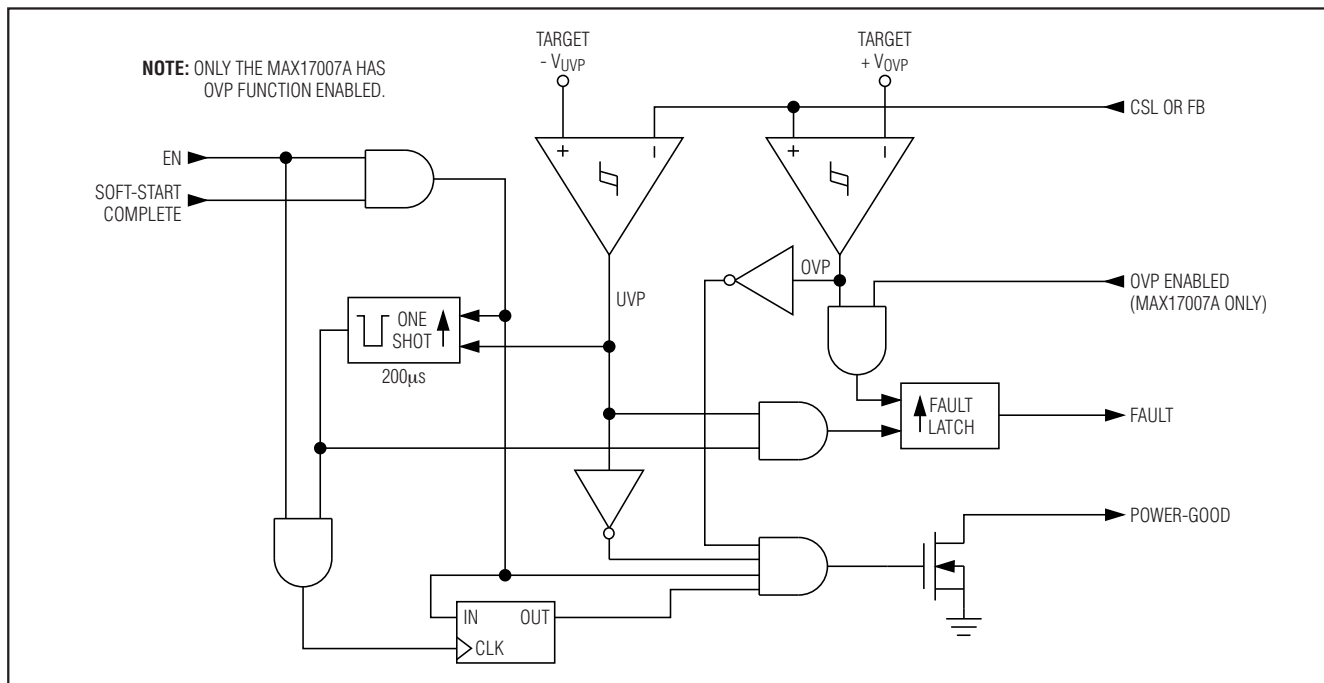 NOTE: ONLY THE MAX17007A HAS
OVP FUNCTION ENABLED.
TARGET
- VUVP
TARGET
+ VOVP
CSL OR FB
+
−
+
−
EN
SOFT-START
COMPLETE
OVP
OVP ENABLED
(MAX17007A ONLY)
UVP
ONE
SHOT
200µs
FAULT
LATCH
FAULT
POWER-GOOD
IN
OUT
CLK